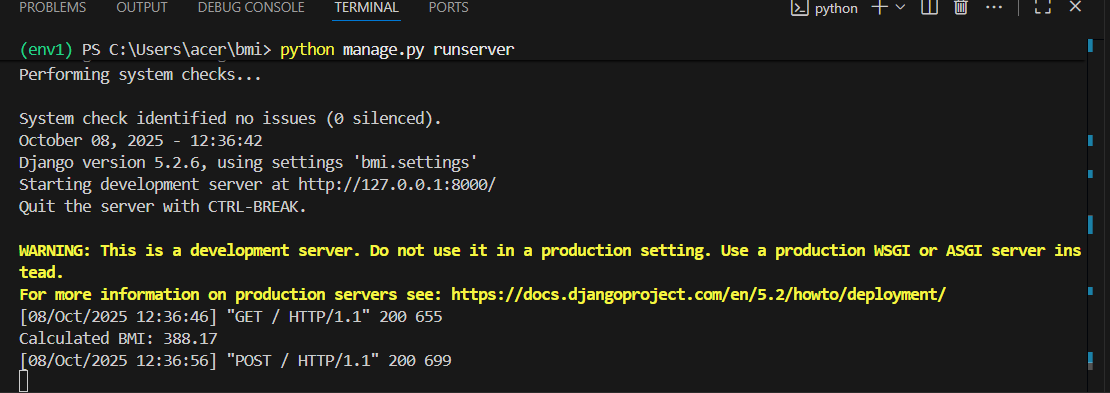 PROBLEMS OUTPUT DEBUG CONSOLE TERMINAL PORTS python
(env1) PS C:\Users\acer\bmi> python manage.py runserver
Performing system checks...
System check identified no issues (0 silenced).
October 08, 2025 - 12:36:42
Django version 5.2.6, using settings 'bmi.settings'
Starting development server at http://127.0.0.1:8000/
Quit the server with CTRL-BREAK.
WARNING: This is a development server. Do not use it in a production setting. Use a production WSGI or ASGI server ins
tead.
For more information on production servers see: https://docs.djangoproject.com/en/5.2/howto/deployment/
[08/Oct/2025 12:36:46] "GET / HTTP/1.1" 200 655
Calculated BMI: 388.17
[08/Oct/2025 12:36:56] "POST / HTTP/1.1" 200 699